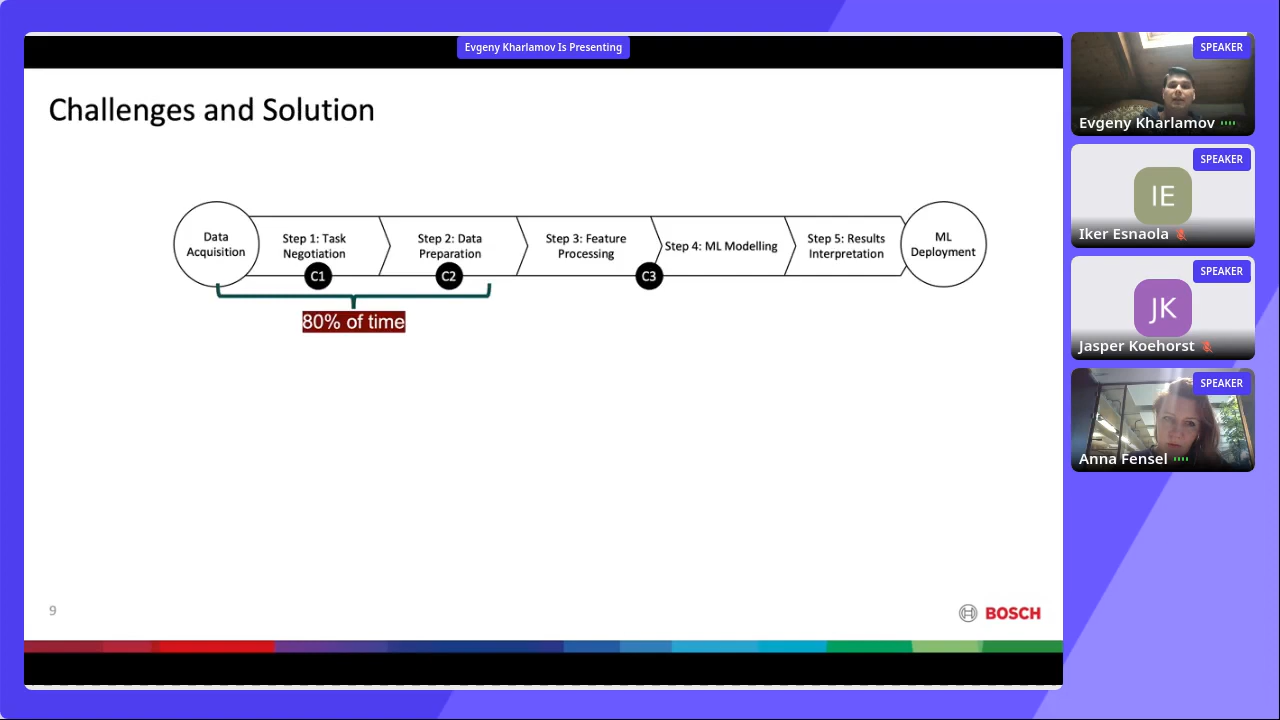 Evgeny Kharlamov Is Presenting
Challenges and Solution
Data
Acquisition
Step 1: Task
Negotiation
Step 2: Data
Preparation
Step 3: Feature
Processing
Step 4: ML Modelling
Step 5: Results
Interpretation
ML
Deployment
C1
C2
C3
80% of time
9
BOSCH
SPEAKER
Evgeny Kharlamov
SPEAKER
IE
Iker Esnaola
SPEAKER
JK
Jasper Koehorst
SPEAKER
Anna Fensel